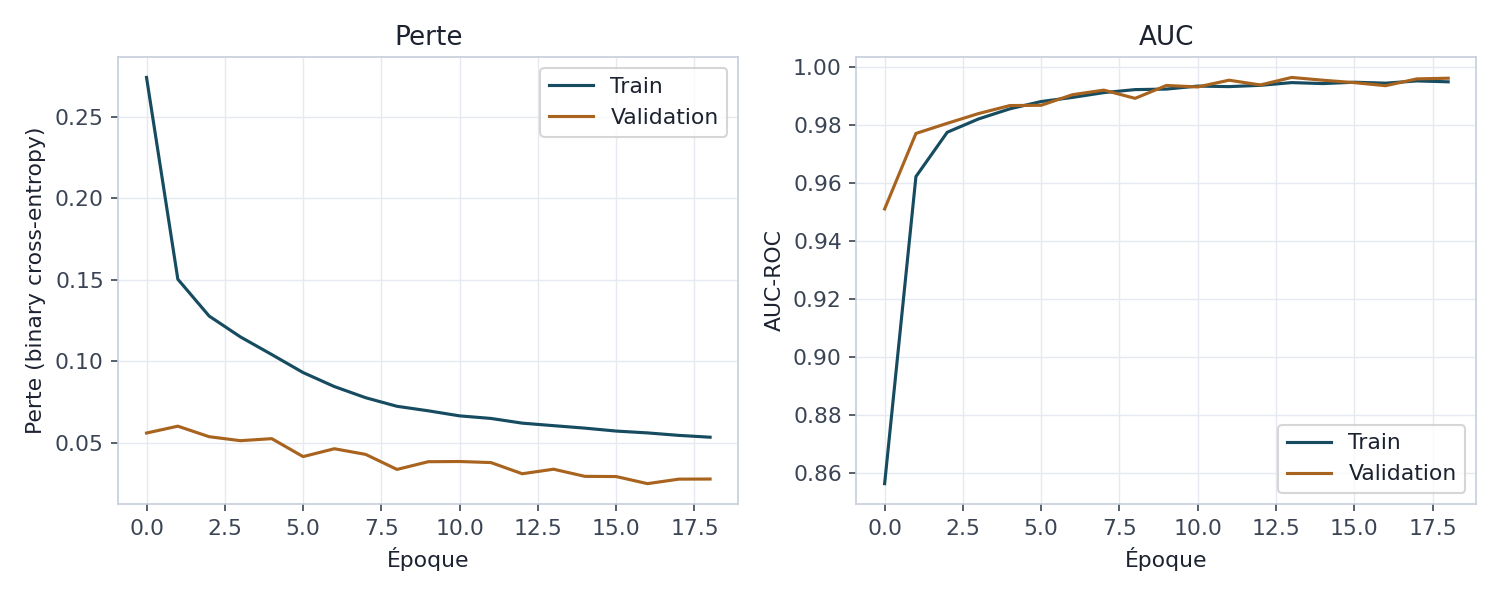 Perte
Perte (binary cross-entropy)
0.25
0.20
0.15
0.10
0.05
Train
Validation
0.0 2.5 5.0 7.5 10.0 12.5 15.0 17.5
Époque
AUC
AUC-ROC
1.00
0.98
0.96
0.94
0.92
0.90
0.88
0.86
Train
Validation
0.0 2.5 5.0 7.5 10.0 12.5 15.0 17.5
Époque